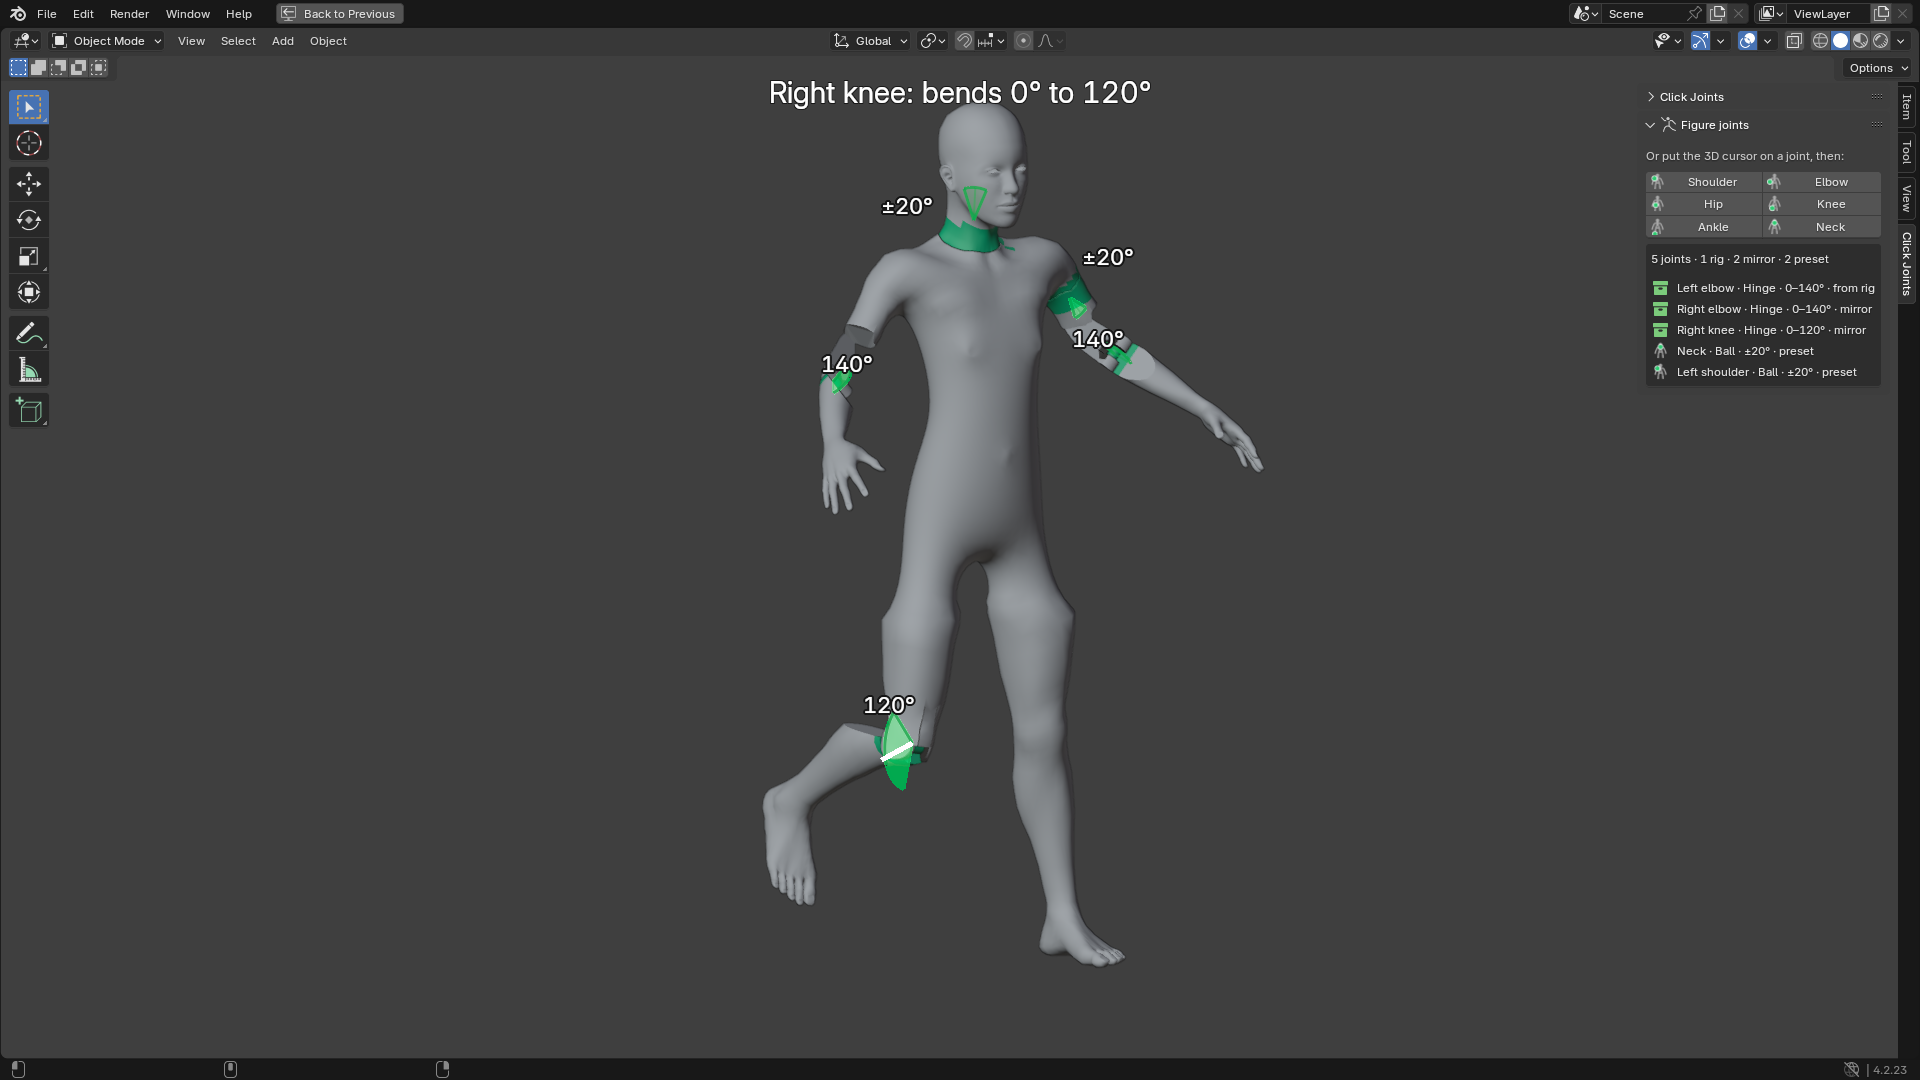 File Edit Render Window Help Back to Previous Scene ViewLayer
Object Mode View Select Add Object Global
Options
Right knee: bends 0° to 120°
Click Joints
Figure joints
Or put the 3D cursor on a joint, then:
Shoulder Elbow
Hip Knee
Ankle Neck
5 joints · 1 rig · 2 mirror · 2 preset
Left elbow · Hinge · 0–140° · from rig
Right elbow · Hinge · 0–140° · mirror
Right knee · Hinge · 0–120° · mirror
Neck · Ball · ±20° · preset
Left shoulder · Ball · ±20° · preset
Item
Tool
View
Click Joints
±20°
±20°
140°
140°
120°
4.2.23